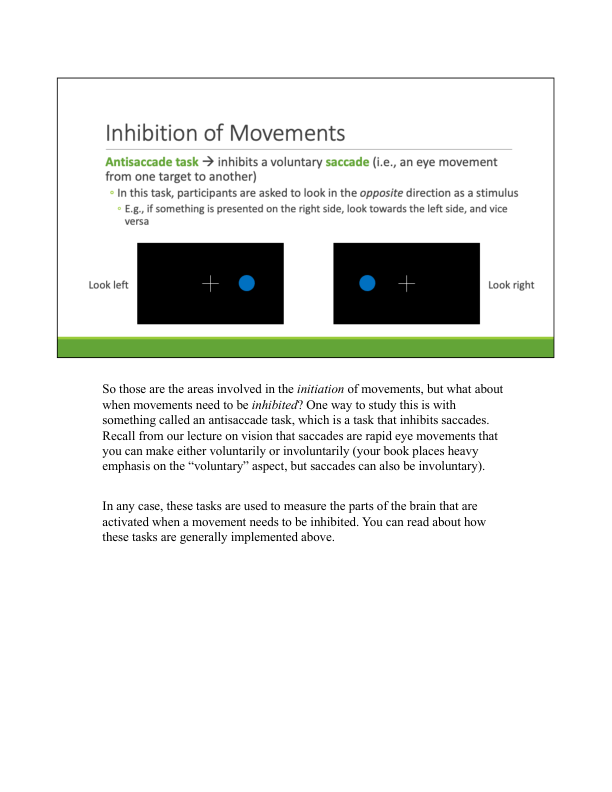 Inhibition of Movements
Antisaccade task → inhibits a voluntary saccade (i.e., an eye movement
from one target to another)
◦ In this task, participants are asked to look in the opposite direction as a stimulus
◦ E.g., if something is presented on the right side, look towards the left side, and vice
versa
Look left
Look right
So those are the areas involved in the initiation of movements, but what about
when movements need to be inhibited? One way to study this is with
something called an antisaccade task, which is a task that inhibits saccades.
Recall from our lecture on vision that saccades are rapid eye movements that
you can make either voluntarily or involuntarily (your book places heavy
emphasis on the “voluntary” aspect, but saccades can also be involuntary).
In any case, these tasks are used to measure the parts of the brain that are
activated when a movement needs to be inhibited. You can read about how
these tasks are generally implemented above.